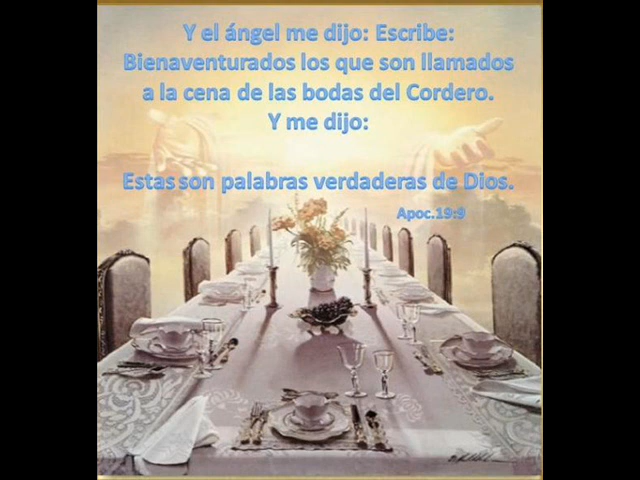 Y el ángel me dijo: Escribe:
Bienaventurados los que son llamados
a la cena de las bodas del Cordero.
Y me dijo:
Estas son palabras verdaderas de Dios.
Apoc.19:9